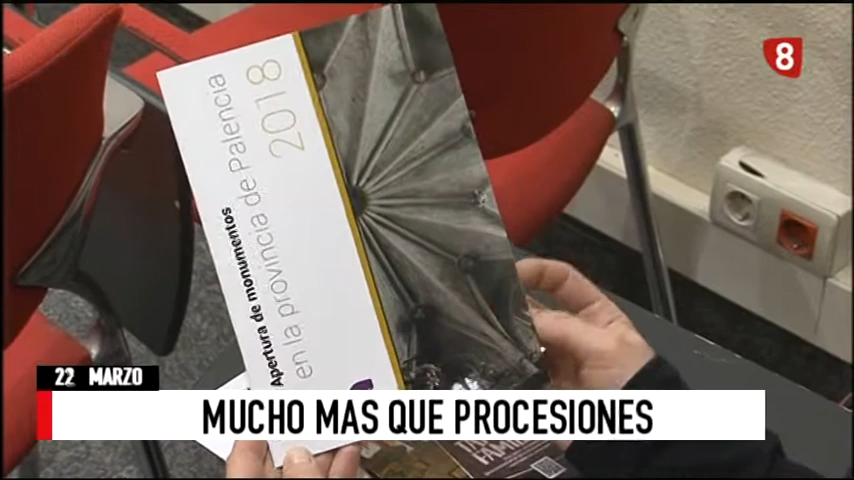 8
Apertura de monumentos
en la provincia de Palencia
2018
22 MARZO
MUCHO MAS QUE PROCESIONES